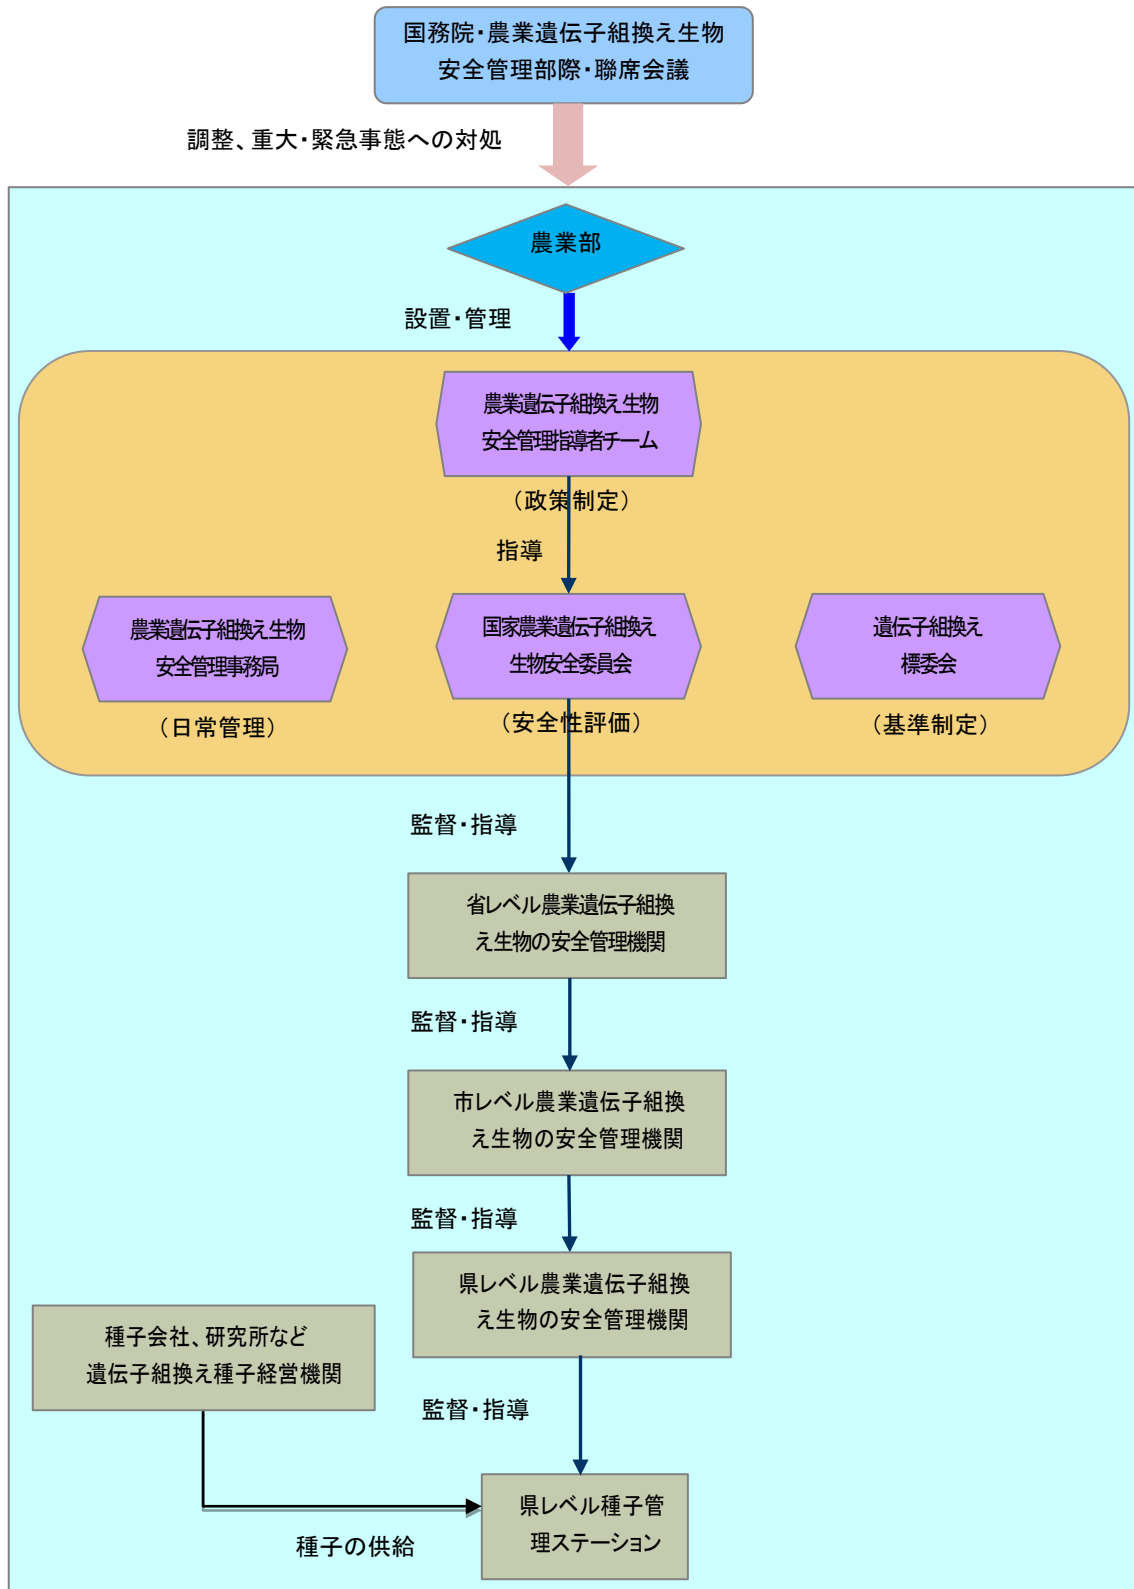 国務院・農業遺伝子組換え生物
安全管理部際・聯席会議
調整、重大・緊急事態への対処
農業部
設置・管理
農業遺伝子組換え生物
安全管理指導者チーム
（政策制定）
指導
農業遺伝子組換え生物
安全管理事務局
（日常管理）
国家農業遺伝子組換え
生物安全委員会
（安全性評価）
遺伝子組換え
標委会
（基準制定）
監督・指導
省レベル農業遺伝子組換
え生物の安全管理機関
監督・指導
市レベル農業遺伝子組換
え生物の安全管理機関
監督・指導
県レベル農業遺伝子組換
え生物の安全管理機関
種子会社、研究所など
遺伝子組換え種子経営機関
監督・指導
県レベル種子管
理ステーション
種子の供給